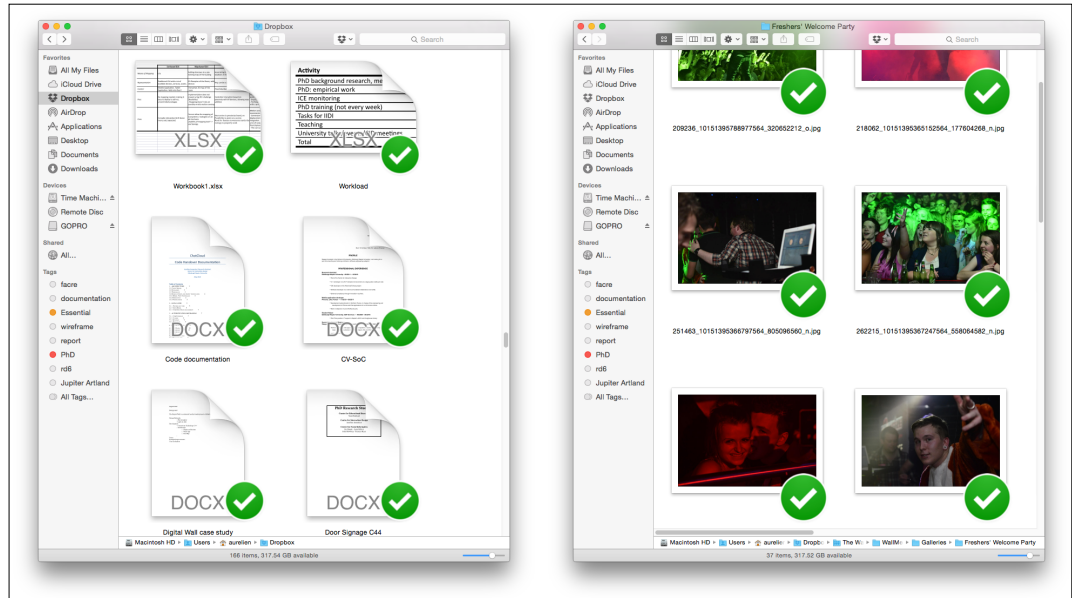 Dropbox
Search
Favorites
All My Files
iCloud Drive
Dropbox
AirDrop
Applications
Desktop
Documents
Downloads
Devices
Time Machi...
Remote Disc
GOPRO
Shared
All...
Tags
facre
documentation
Essential
wireframe
report
PhD
rd6
Jupiter Artland
All Tags...
XLSX
Workbook1.xlsx
Activity
PhD background research, me
PhD: empirical work
ICE monitoring
PhD training (not every week)
Tasks for IIDI
Teaching
Total
XLSX
Workload
Code Database Documentation
DOCX
Code documentation
DOCX
CV-SoC
DOCX
Digital Wall case study
DOCX
Door Signage C44
Macintosh HD Users aurelien Dropbox
166 items, 317.54 GB available
Freshers' Welcome Party
Search
Favorites
All My Files
iCloud Drive
Dropbox
AirDrop
Applications
Desktop
Documents
Downloads
Devices
Time Machi...
Remote Disc
GOPRO
Shared
All...
Tags
facre
documentation
Essential
wireframe
report
PhD
rd6
Jupiter Artland
All Tags...
209236_10151395788977564_320652212_o.jpg
218062_10151395365152564_177604268_n.jpg
251463_10151395366797564_805096560_n.jpg
262215_10151395367247564_558064582_n.jpg
Macintosh HD Users Galleries Freshers' Welcome Party
37 items, 317.52 GB available